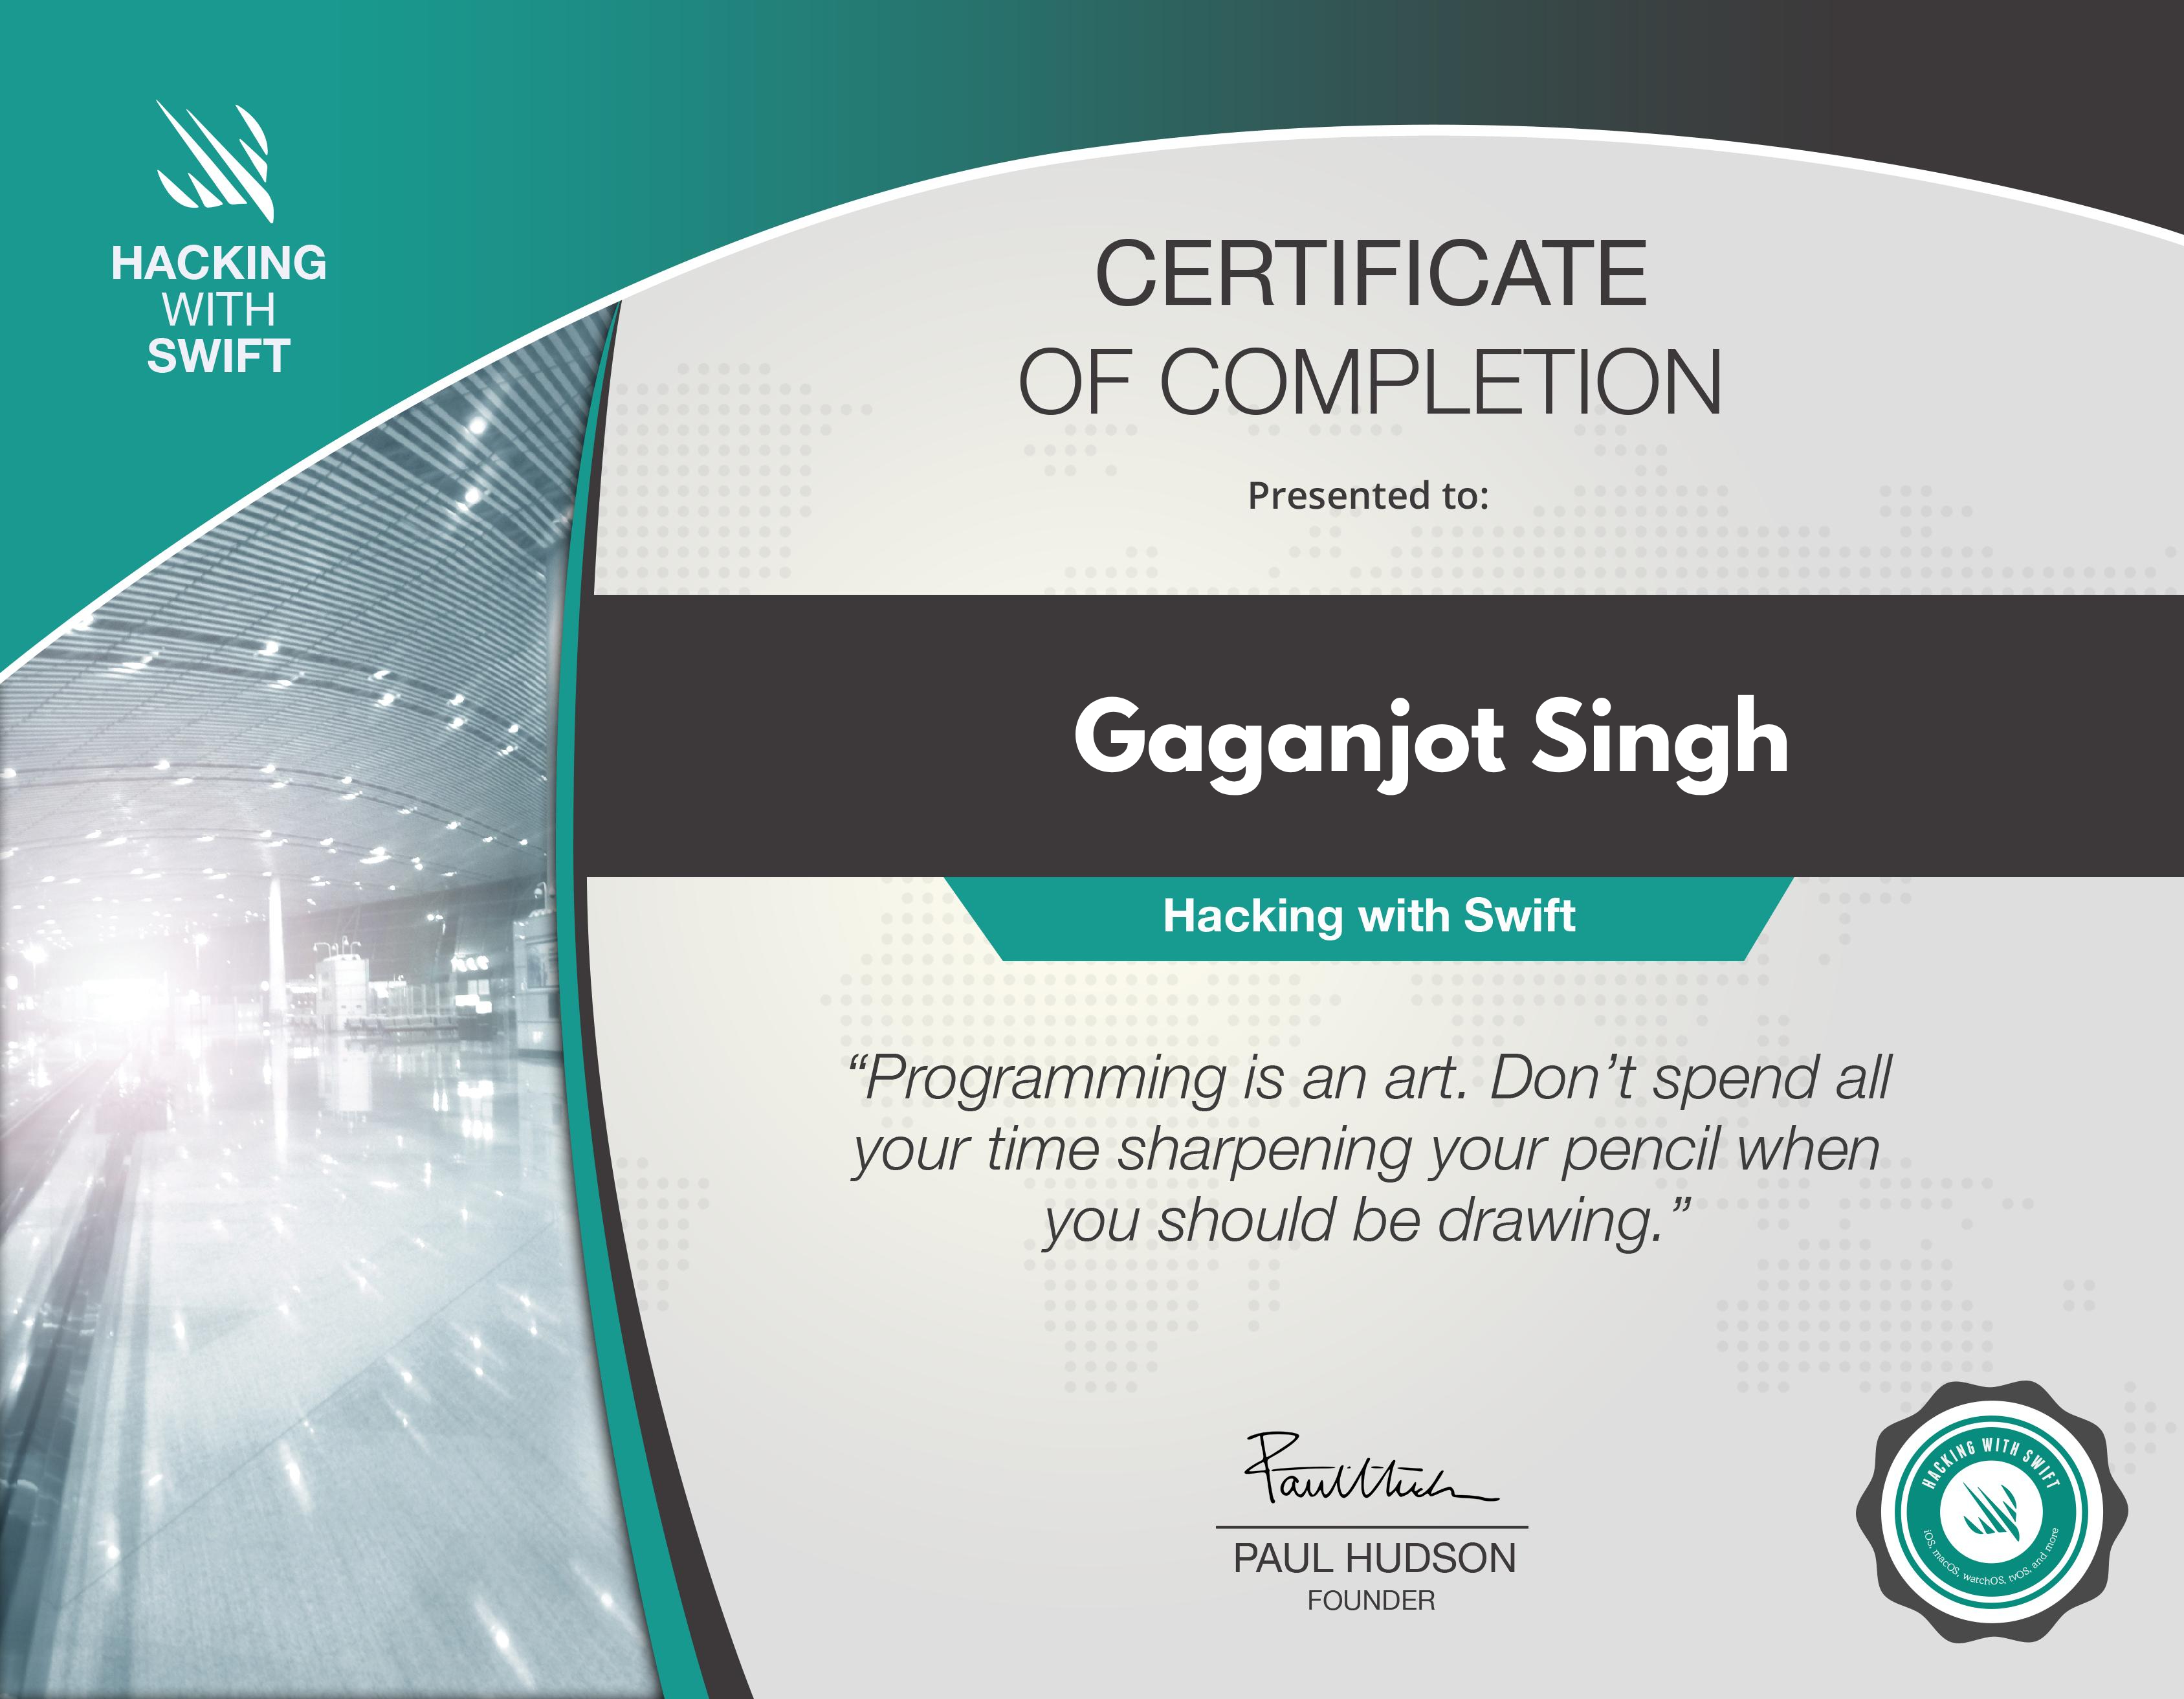 HACKING
WITH
SWIFT
CERTIFICATE
OF COMPLETION
Presented to:
Gaganjot Singh
Hacking with Swift
“Programming is an art. Don’t spend all
your time sharpening your pencil when
you should be drawing.”
Paul Hudson
PAUL HUDSON
FOUNDER
HACKING WITH SWIFT
iOS, macOS, watchOS, tvOS, and more